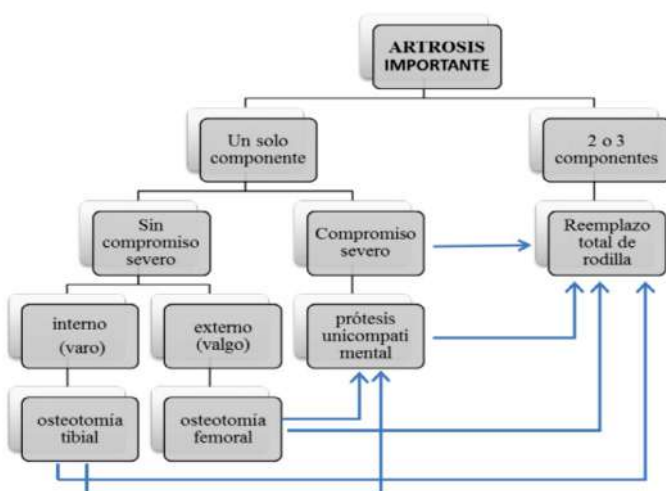 ARTROSIS
IMPORTANTE
Un solo
componente
2 o 3
componentes
Sin
compromiso
severo
Compromiso
severo
Reemplazo
total de
rodilla
interno
(varo)
externo
(valgo)
prótesis
unicompati
mental
osteotomía
tibial
osteotomía
femoral